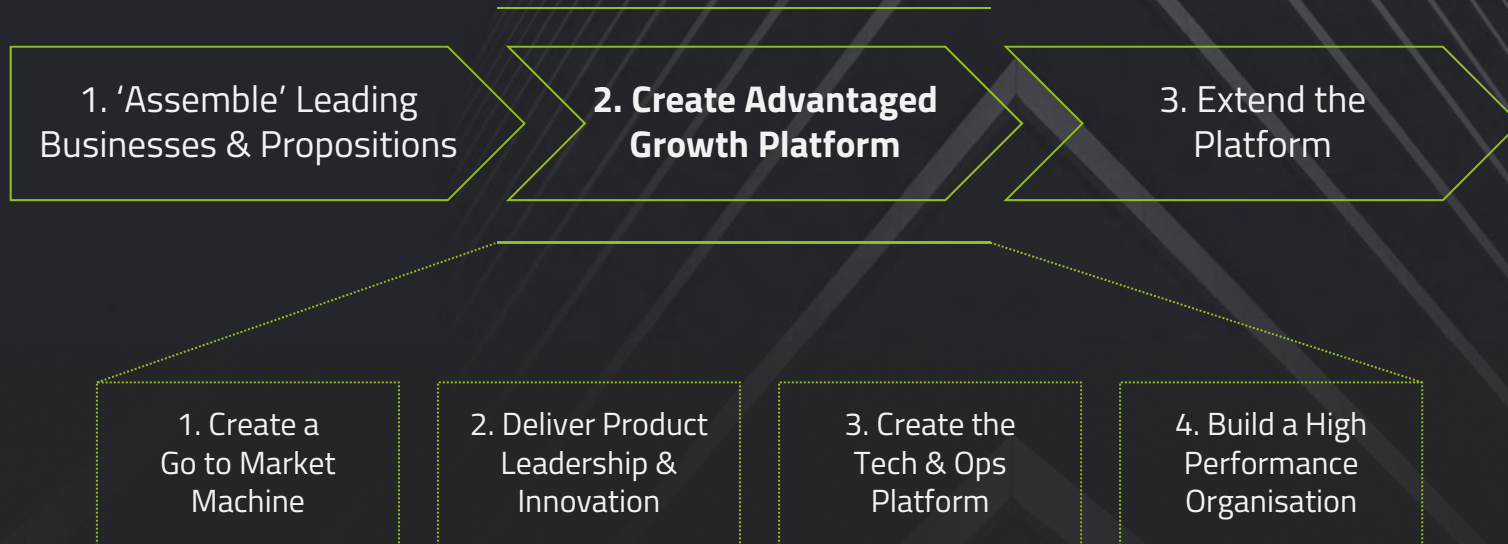 1. ‘Assemble’ Leading
Businesses & Propositions
2. Create Advantaged
Growth Platform
3. Extend the
Platform
1. Create a
Go to Market
Machine
2. Deliver Product
Leadership &
Innovation
3. Create the
Tech & Ops
Platform
4. Build a High
Performance
Organisation